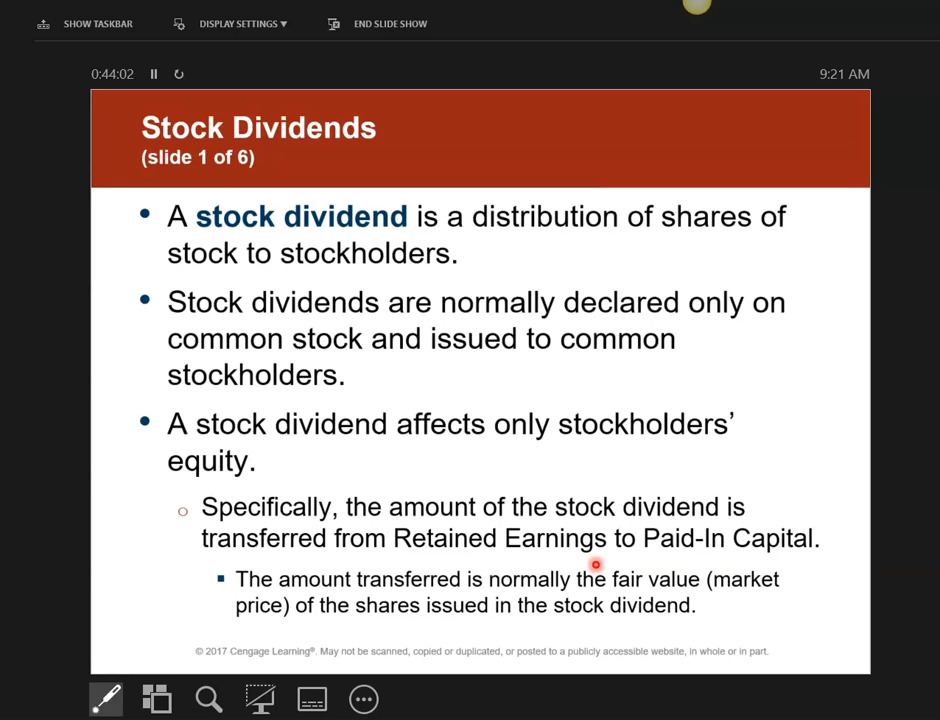 SHOW TASKBAR DISPLAY SETTINGS ▼ END SLIDE SHOW
0:44:02 9:21 AM
Stock Dividends
(slide 1 of 6)
• A stock dividend is a distribution of shares of
stock to stockholders.
• Stock dividends are normally declared only on
common stock and issued to common
stockholders.
• A stock dividend affects only stockholders’
equity.
○ Specifically, the amount of the stock dividend is
transferred from Retained Earnings to Paid-In Capital.
▪ The amount transferred is normally the fair value (market
price) of the shares issued in the stock dividend.
© 2017 Cengage Learning®. May not be scanned, copied or duplicated, or posted to a publicly accessible website, in whole or in part.